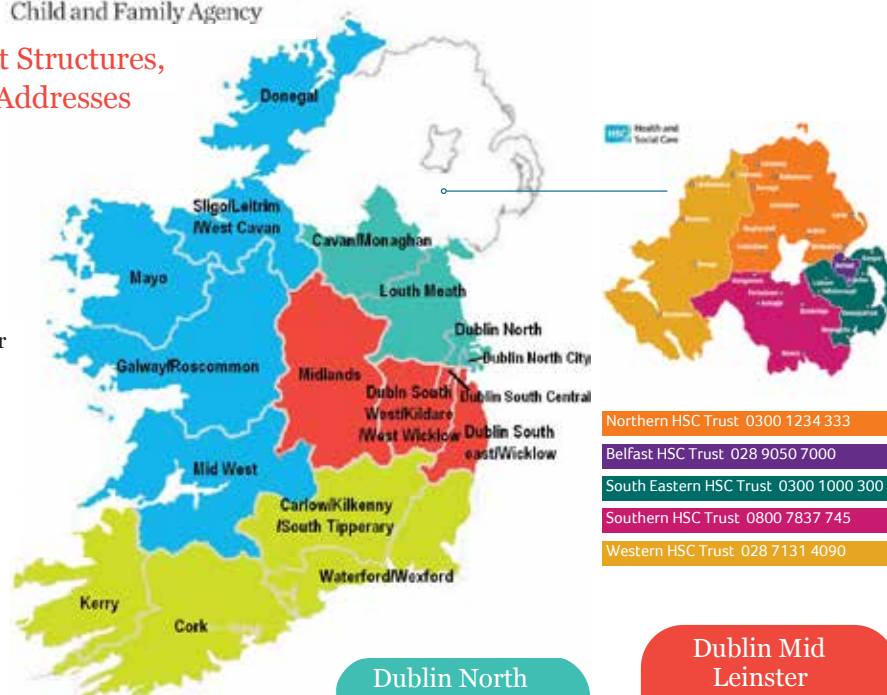 Child and Family Agency
t Structures,
Addresses
r
Donegal
Sligo/Leitrim
/West Cavan
Cavan/Monaghan
Mayo
Louth Meath
Dublin North
Dublin North City
Galway/Roscommon
Midlands
Dublin South Central
Dubln South
West/Kildare
/West Wicklow
Dublin South
east/Wicklow
Mid West
Carlow/Kilkenny
/South Tipperary
Waterford/Wexford
Kerry
Cork
HSC Health and
Social Care
Northern HSC Trust 0300 1234 333
Belfast HSC Trust 028 9050 7000
South Eastern HSC Trust 0300 1000 300
Southern HSC Trust 0800 7837 745
Western HSC Trust 028 7131 4090
Dublin North
Dublin Mid
Leinster